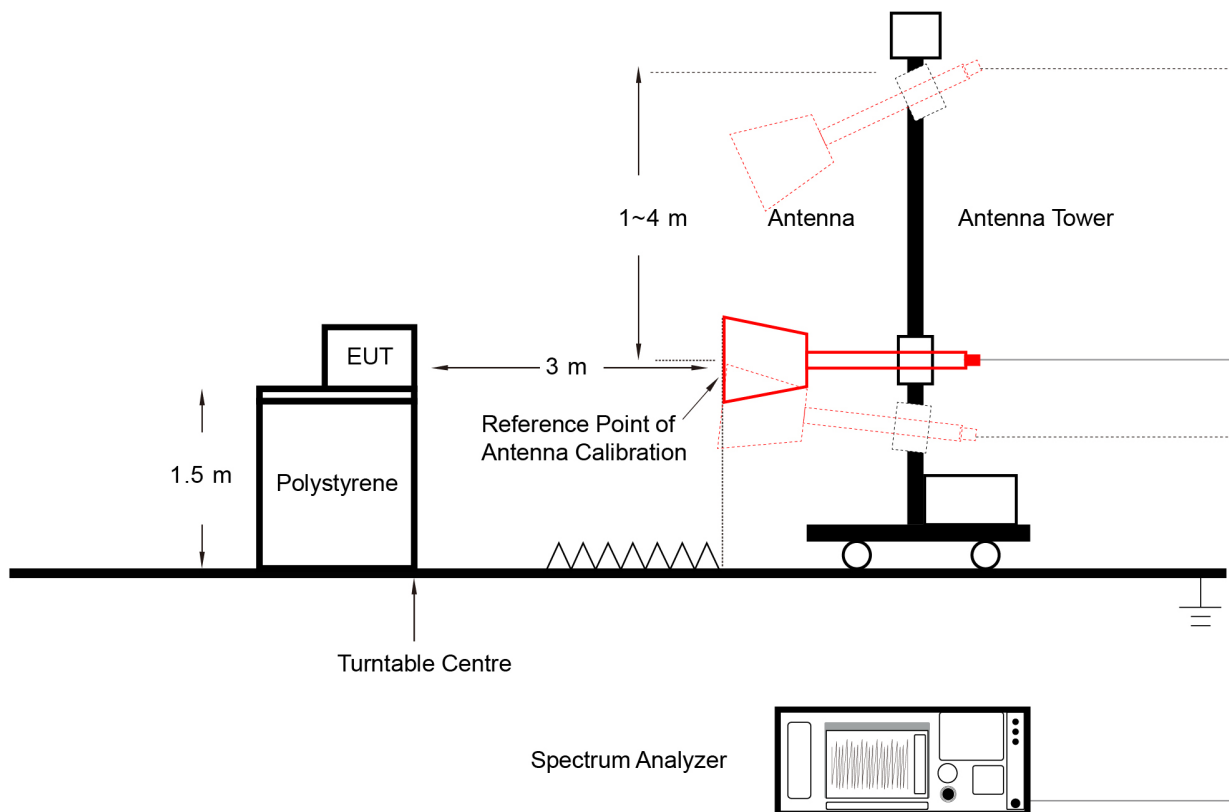 1~4 m
Antenna
Antenna Tower
EUT
3 m
Reference Point of
Antenna Calibration
1.5 m
Polystyrene
Turntable Centre
Spectrum Analyzer